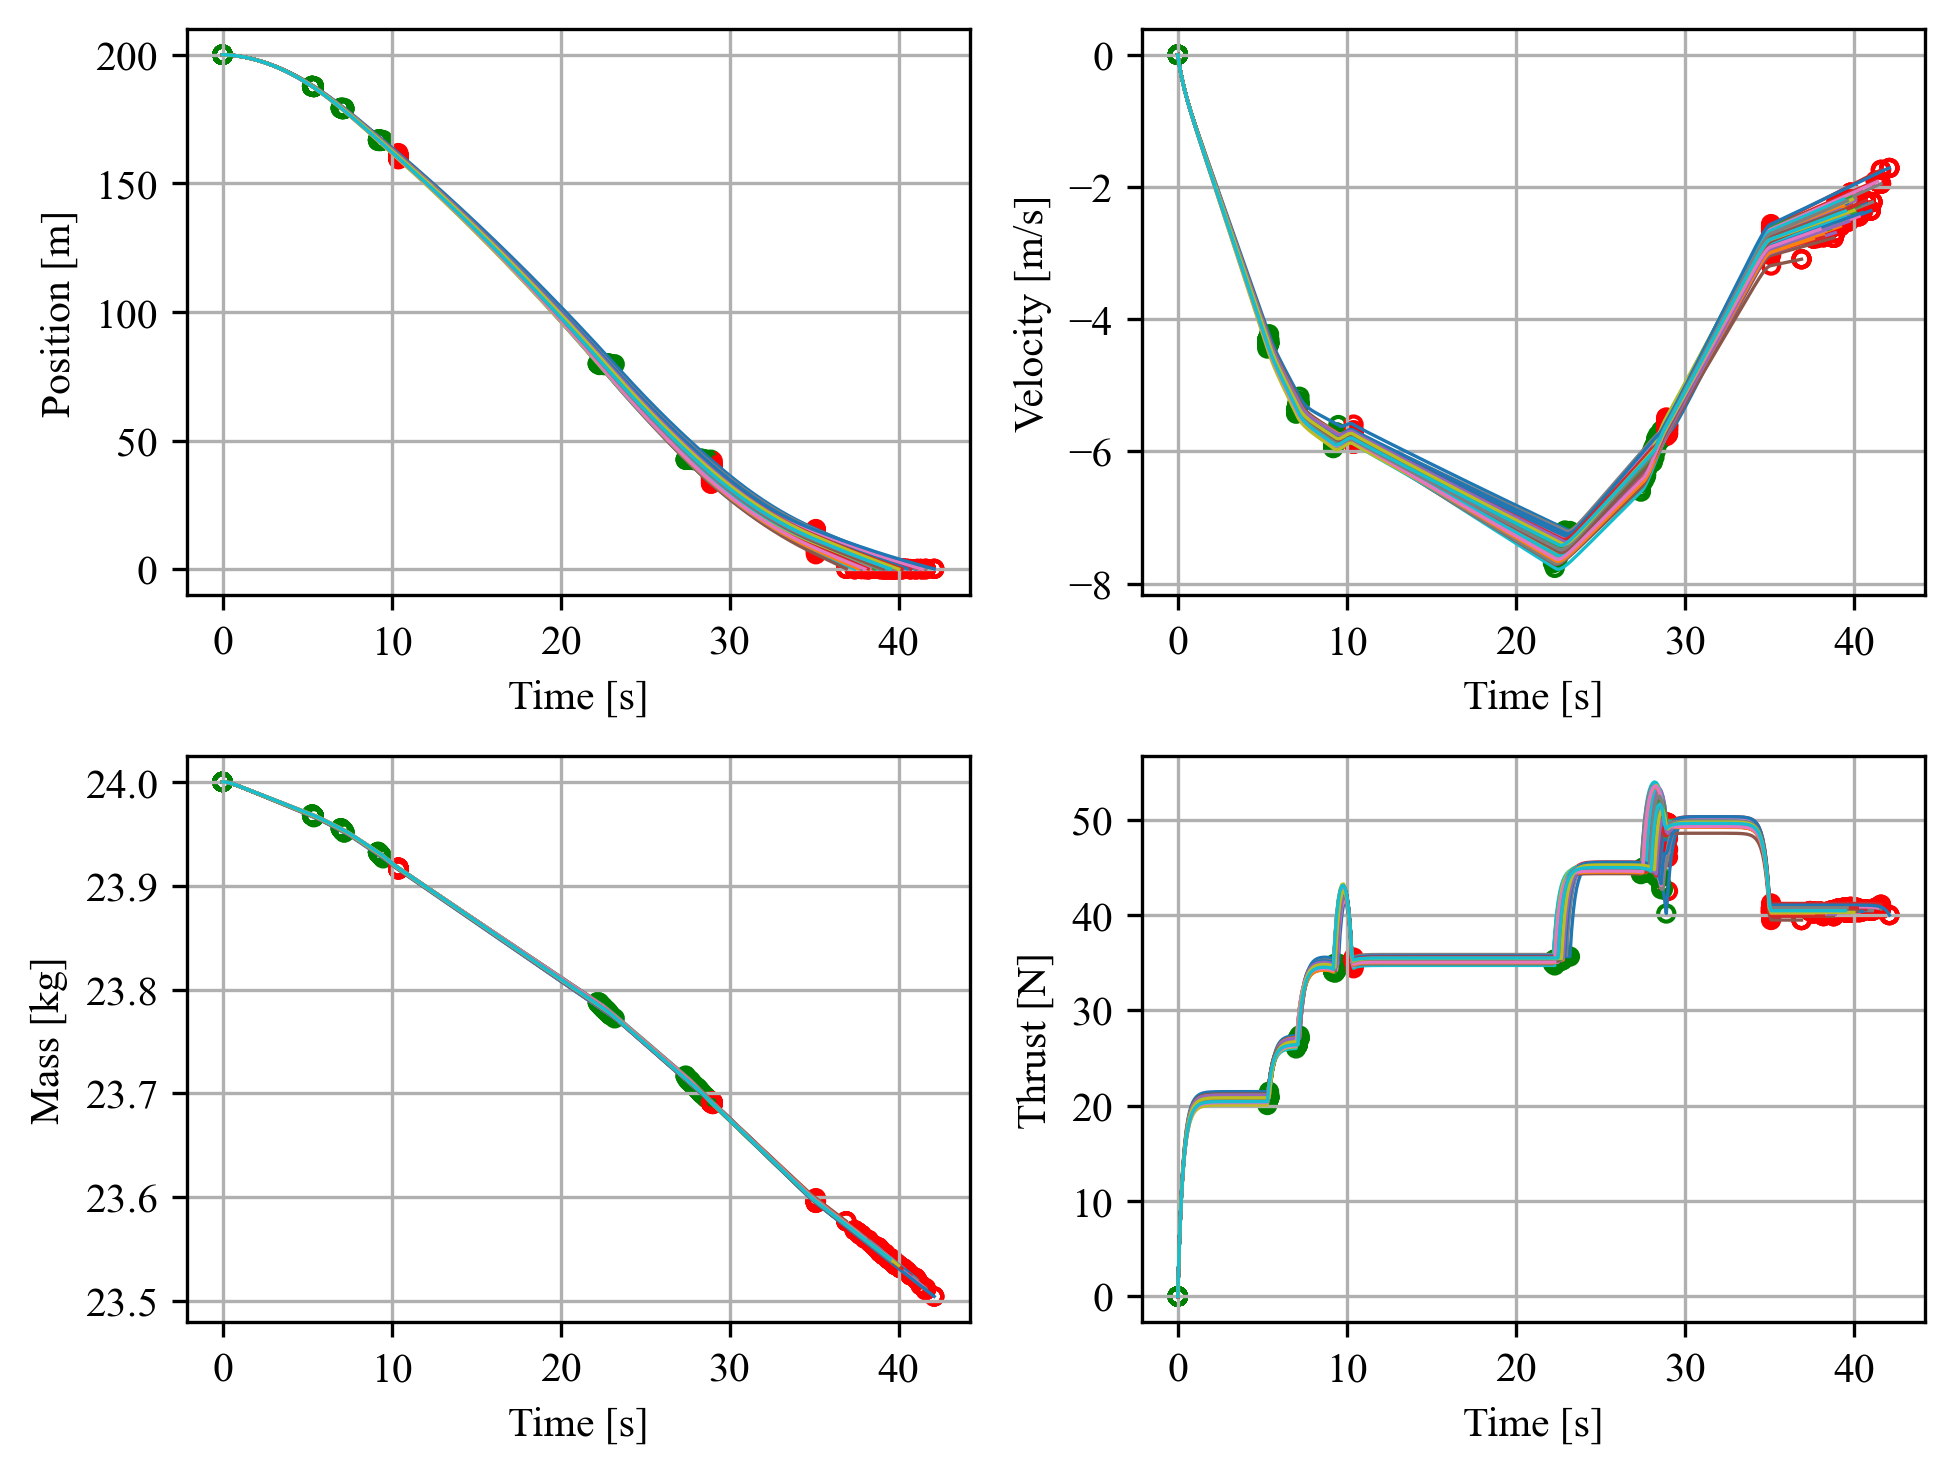 200
150
100
50
0
Position [m]
0 10 20 30 40
Time [s]
0
−2
−4
−6
−8
Velocity [m/s]
0 10 20 30 40
Time [s]
24.0
23.9
23.8
23.7
23.6
23.5
Mass [kg]
0 10 20 30 40
Time [s]
50
40
30
20
10
0
Thrust [N]
0 10 20 30 40
Time [s]